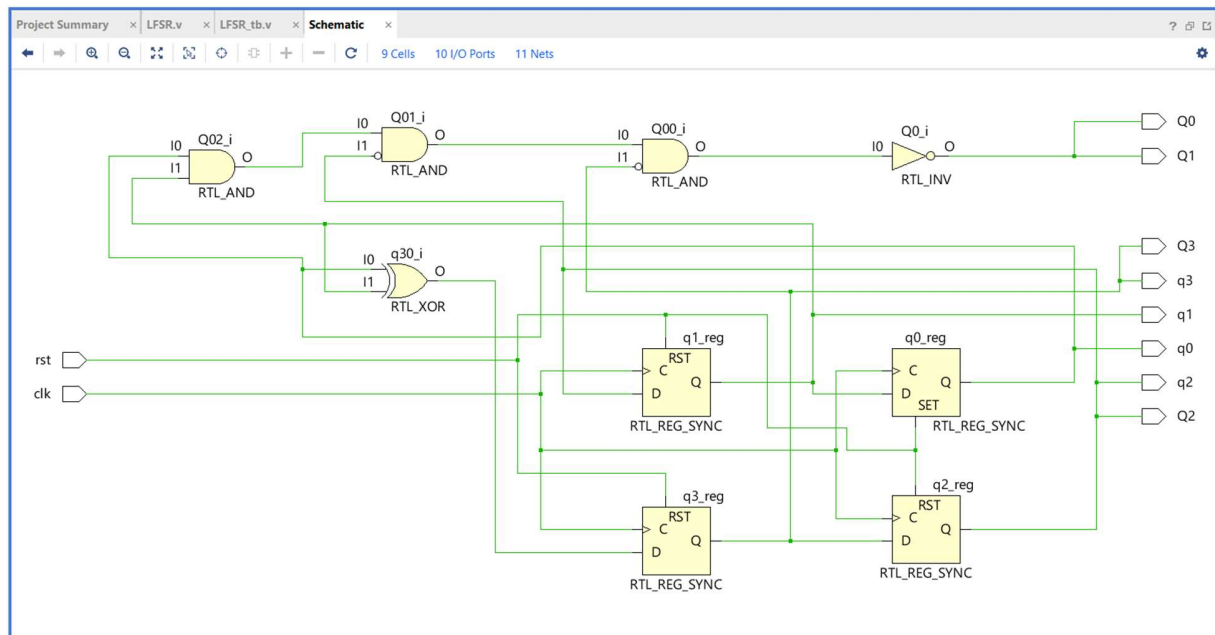 Project Summary × LFSR.v × LFSR_tb.v × Schematic × ?
9 Cells 10 I/O Ports 11 Nets
Q02_i
I0
I1
O
RTL_AND
Q01_i
I0
I1
O
RTL_AND
Q00_i
I0
I1
O
RTL_AND
Q0_i
I0
O
RTL_INV
Q0
Q1
q30_i
I0
I1
O
RTL_XOR
Q3
q3
q1
q0
q2
Q2
rst
clk
q1_reg
RST
C
D
Q
RTL_REG_SYNC
q0_reg
C
D
Q
SET
RTL_REG_SYNC
q3_reg
RST
C
D
Q
RTL_REG_SYNC
q2_reg
RST
C
D
Q
RTL_REG_SYNC